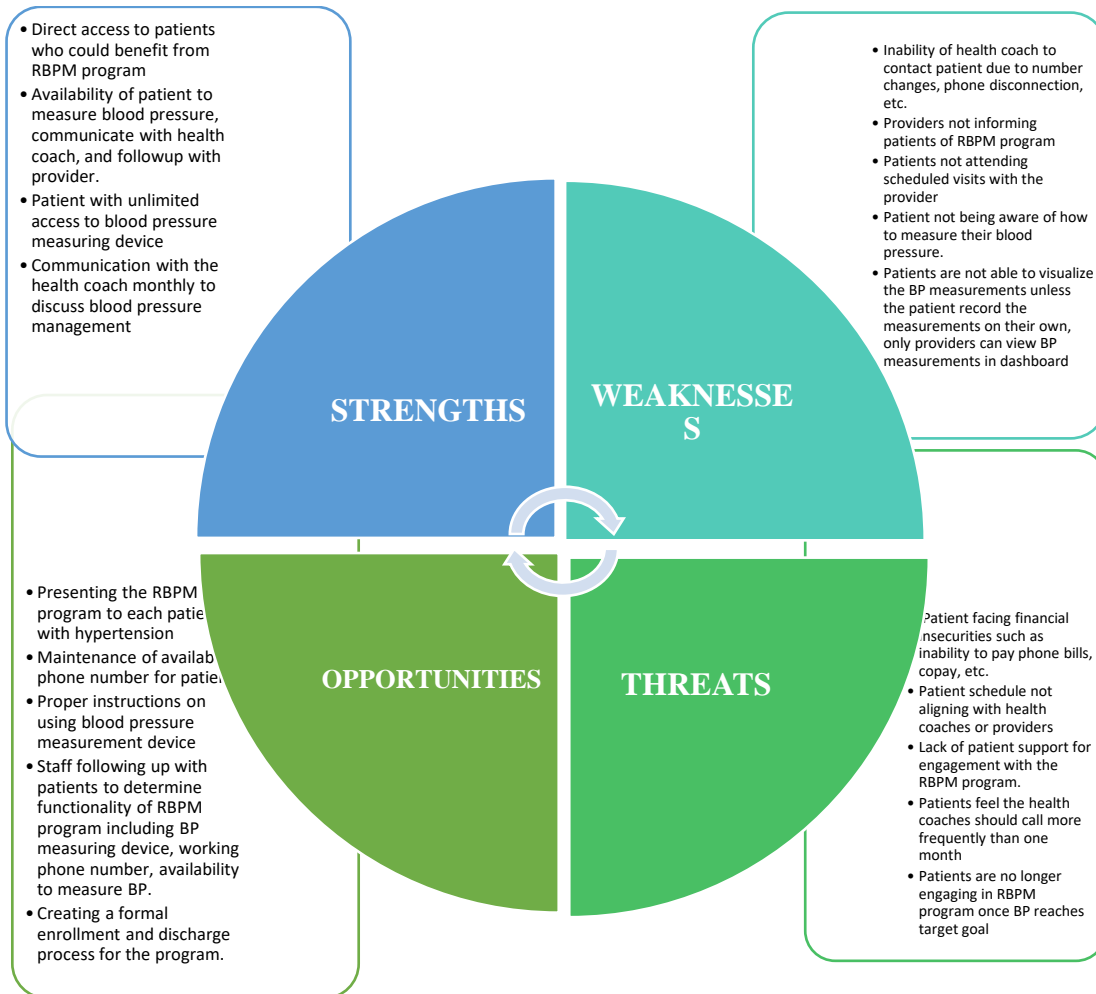 • Direct access to patients
who could benefit from
RBPM program
• Availability of patient to
measure blood pressure,
communicate with health
coach, and followup with
provider.
• Patient with unlimited
access to blood pressure
measuring device
• Communication with the
health coach monthly to
discuss blood pressure
management
• Inability of health coach to
contact patient due to number
changes, phone disconnection,
etc.
• Providers not informing
patients of RBPM program
• Patients not attending
scheduled visits with the
provider
• Patient not being aware of how
to measure their blood
pressure.
• Patients are not able to visualize
the BP measurements unless
the patient record the
measurements on their own,
only providers can view BP
measurements in dashboard
STRENGTHS
WEAKNESSE
S
OPPORTUNITIES
THREATS
• Presenting the RBPM
program to each patie
with hypertension
• Maintenance of availab
phone number for patie
• Proper instructions on
using blood pressure
measurement device
• Staff following up with
patients to determine
functionality of RBPM
program including BP
measuring device, working
phone number, availability
to measure BP.
• Creating a formal
enrollment and discharge
process for the program.
Patient facing financial
insecurities such as
inability to pay phone bills,
copay, etc.
• Patient schedule not
aligning with health
coaches or providers
• Lack of patient support for
engagement with the
RBPM program.
• Patients feel the health
coaches should call more
frequently than one
month
• Patients are no longer
engaging in RBPM
program once BP reaches
target goal